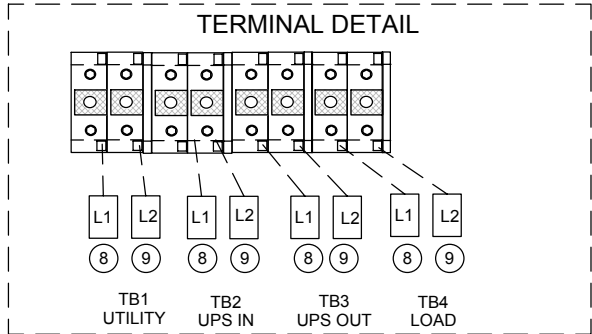 TERMINAL DETAIL
L1 L2 L1 L2 L1 L2 L1 L2
8 9 8 9 8 9 8 9
TB1 TB2 TB3 TB4
UTILITY UPS IN UPS OUT LOAD